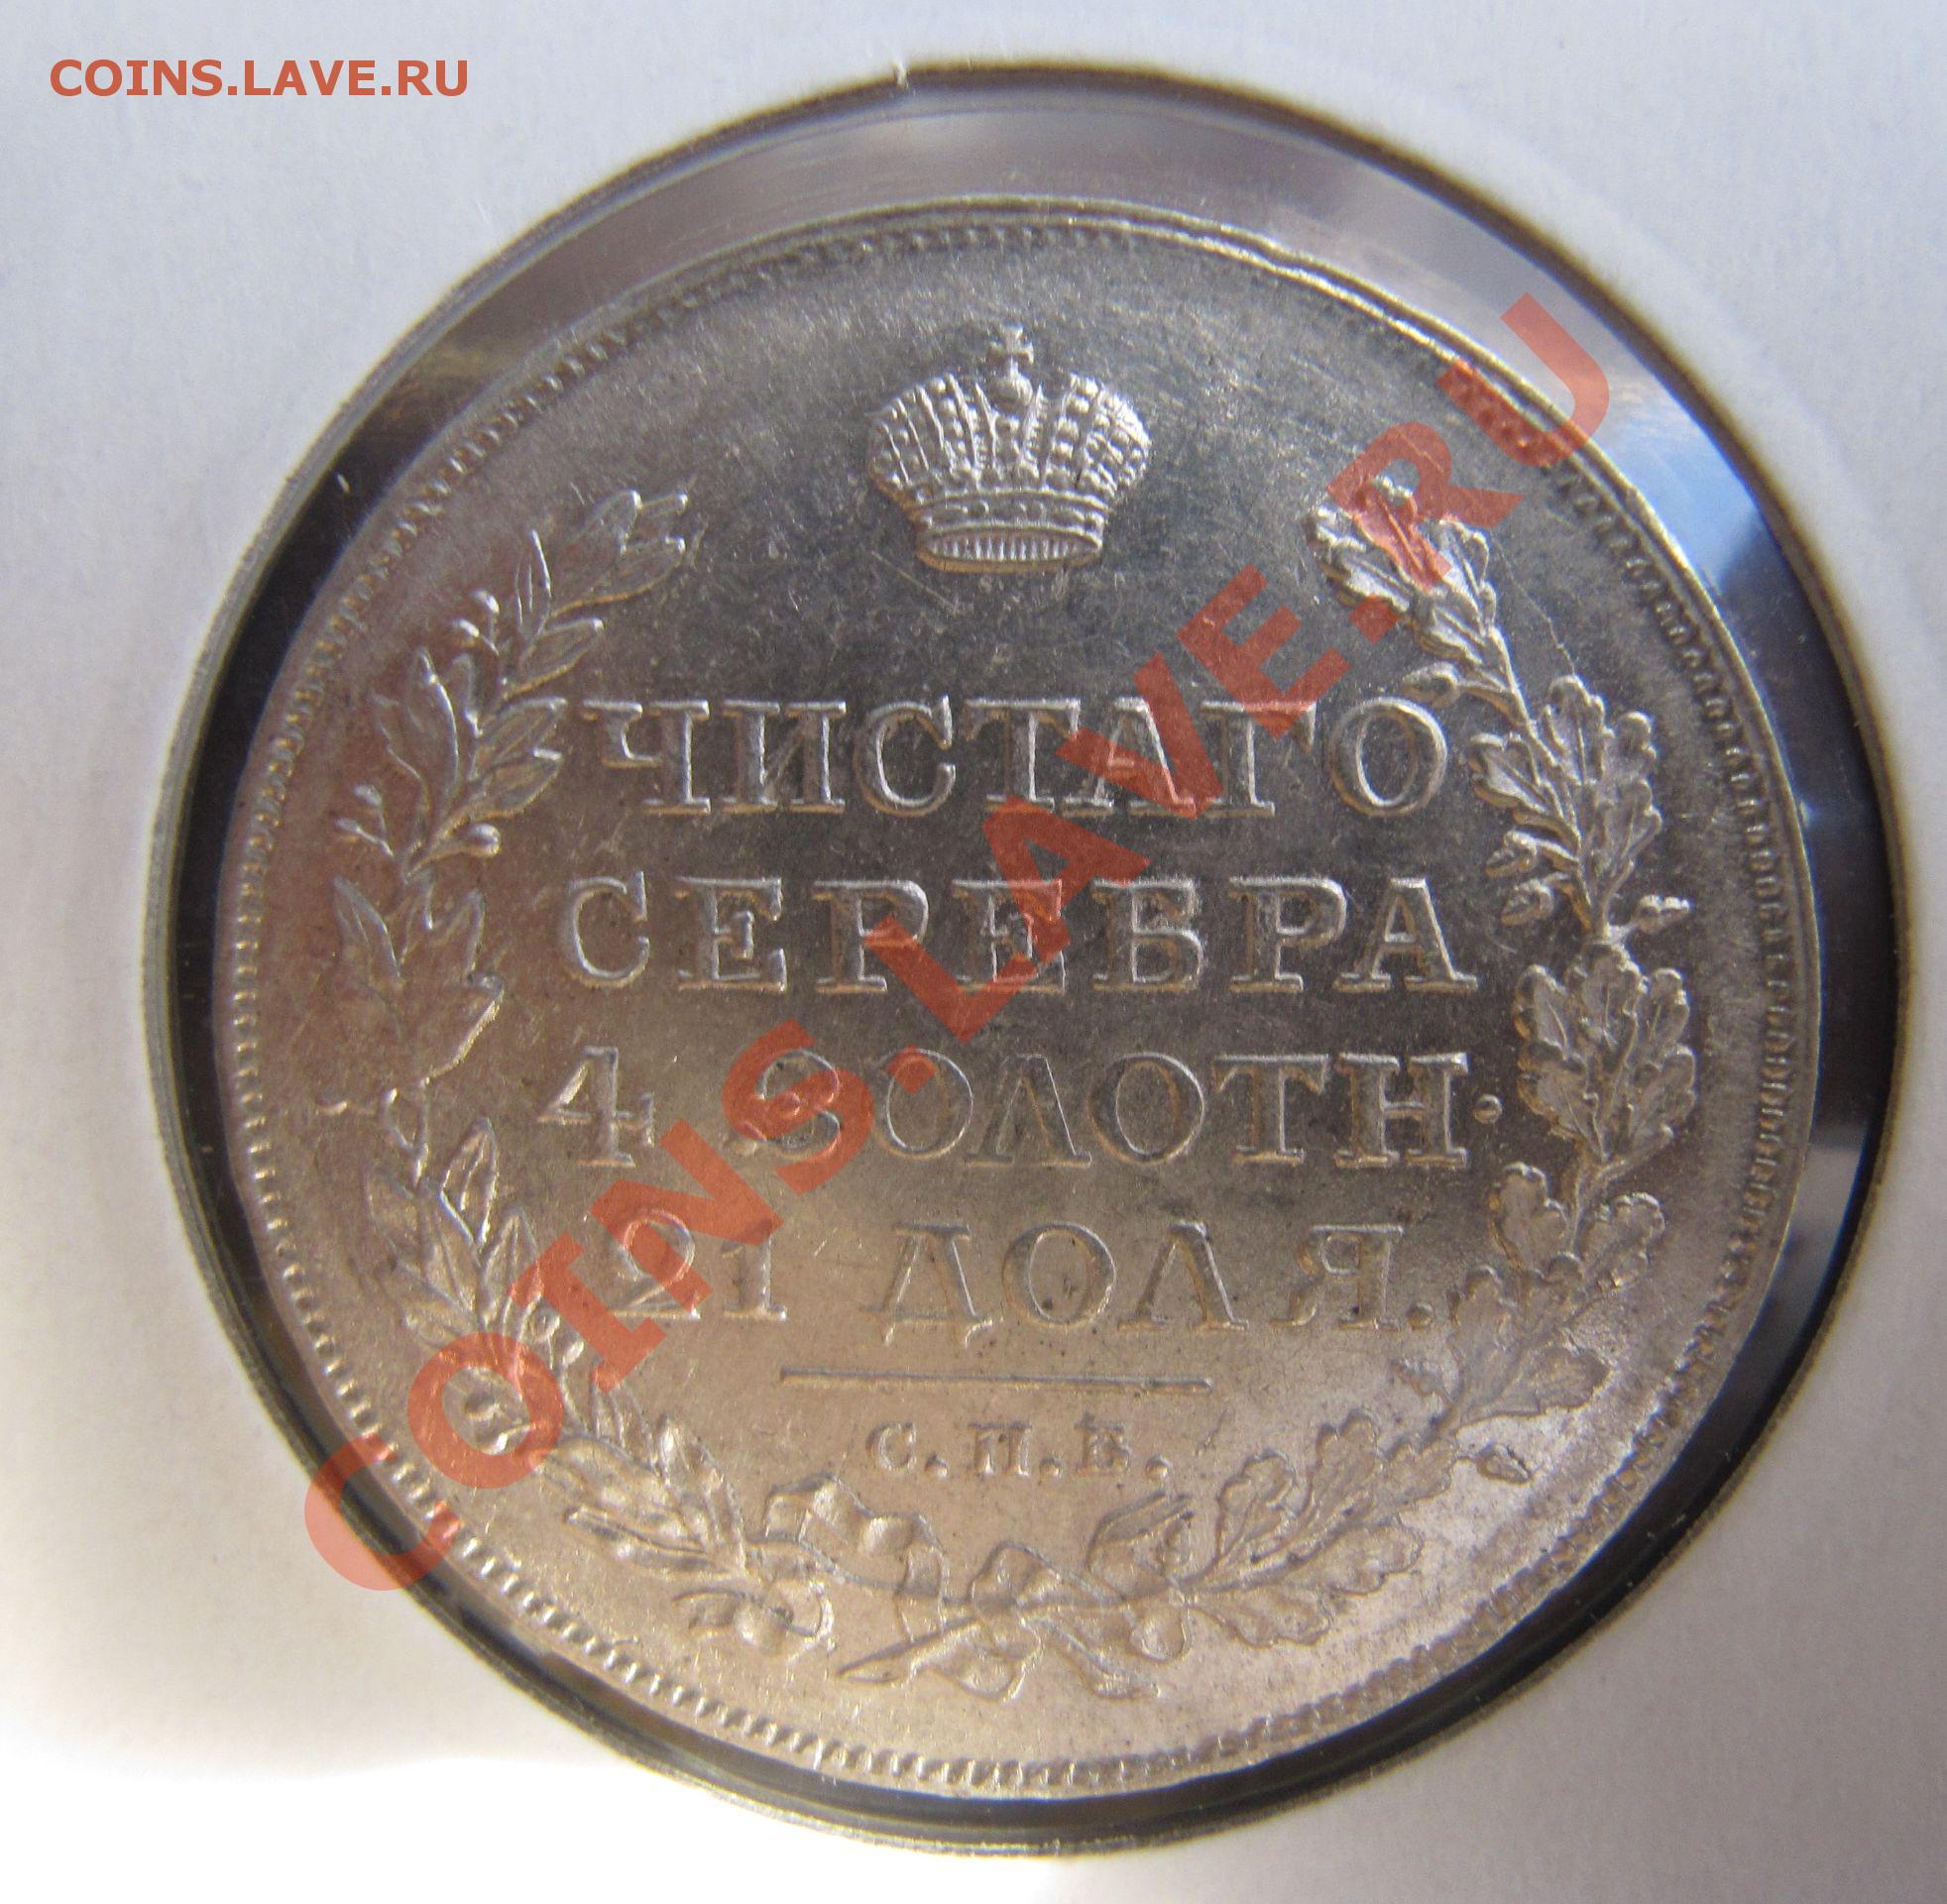 COINS.LAVE.RU
ЧИСТАГО
СЕРЕБРА
4 ЗОЛОТН.
21 ДОЛЯ.
С.П.Б.
COINS.LAVE.RU